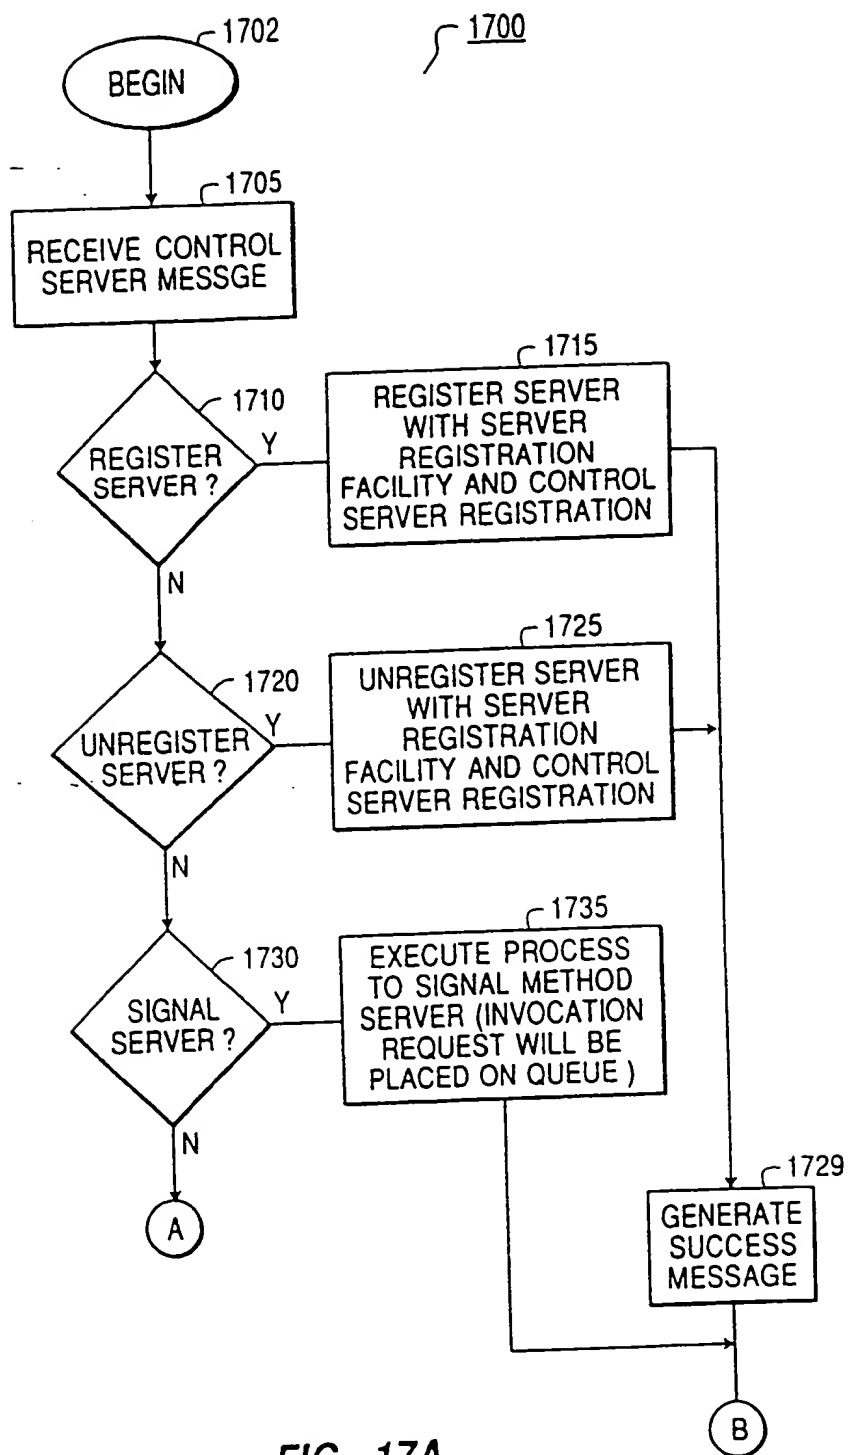 1702
1700
BEGIN
1705
RECEIVE CONTROL
SERVER MESSGE
1710
REGISTER
SERVER ?
Y
N
1715
REGISTER SERVER
WITH SERVER
REGISTRATION
FACILITY AND CONTROL
SERVER REGISTRATION
1720
UNREGISTER
SERVER ?
Y
N
1725
UNREGISTER SERVER
WITH SERVER
REGISTRATION
FACILITY AND CONTROL
SERVER REGISTRATION
1730
SIGNAL
SERVER ?
Y
N
1735
EXECUTE PROCESS
TO SIGNAL METHOD
SERVER (INVOCATION
REQUEST WILL BE
PLACED ON QUEUE )
A
1729
GENERATE
SUCCESS
MESSAGE
B
FIG. 17A